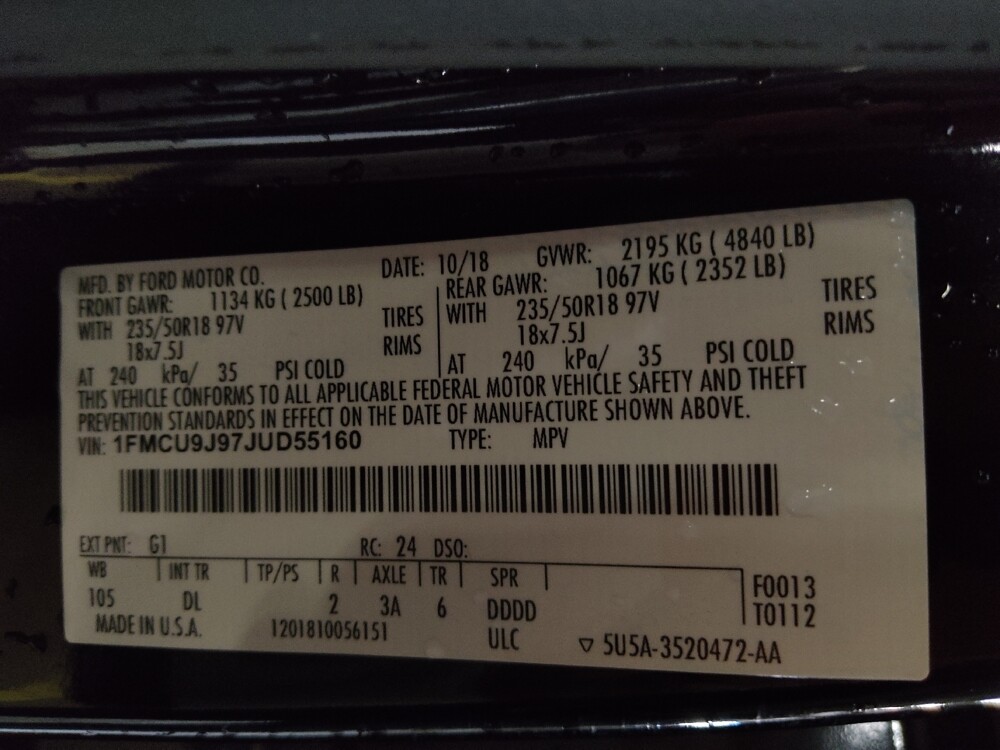 MFD. BY FORD MOTOR CO. DATE: 10/18 GVWR: 2195 KG ( 4840 LB)
FRONT GAWR: 1134 KG ( 2500 LB) REAR GAWR: 1067 KG ( 2352 LB)
WITH 235/50R18 97V TIRES WITH 235/50R18 97V TIRES
18x7.5J RIMS 18x7.5J RIMS
AT 240 kPa/ 35 PSI COLD AT 240 kPa/ 35 PSI COLD
THIS VEHICLE CONFORMS TO ALL APPLICABLE FEDERAL MOTOR VEHICLE SAFETY AND THEFT
PREVENTION STANDARDS IN EFFECT ON THE DATE OF MANUFACTURE SHOWN ABOVE.
VIN: 1FMCU9J97JUD55160 TYPE: MPV
EXT PNT: G1 RC: 24 DSO:
WB INT TR TP/PS R AXLE TR SPR F0013
105 DL 2 3A 6 DDDD T0112
MADE IN U.S.A. 1201810056151 ULC ▽ 5U5A-3520472-AA